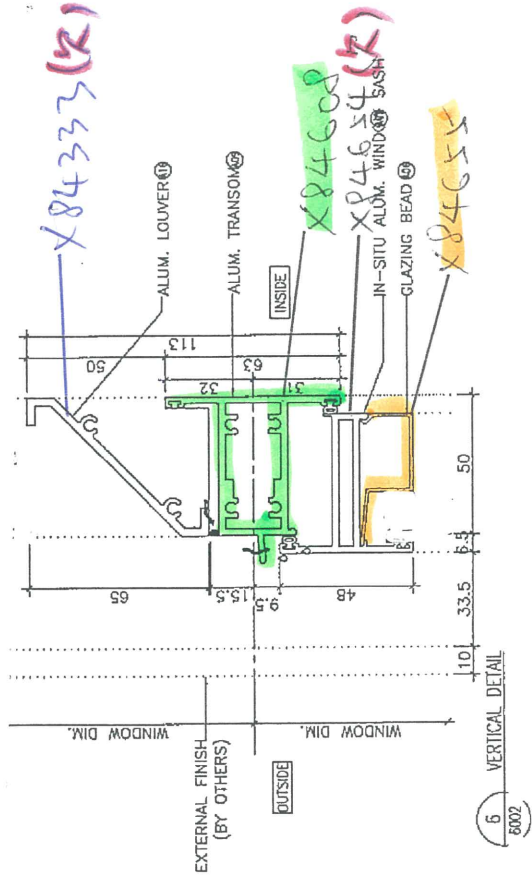 X84333 (K)
ALUM. LOUVER
ALUM. TRANSOM
X84608
X84654 (K)
IN-SITU ALUM. WINDOW SASH
GLAZING BEAD
X84655
INSIDE
113
50
63
32
31
50
6.5
33.5
10
65
15.5
9.5
48
WINDOW DIM.
WINDOW DIM.
EXTERNAL FINISH
(BY OTHERS)
OUTSIDE
6
6002
VERTICAL DETAIL